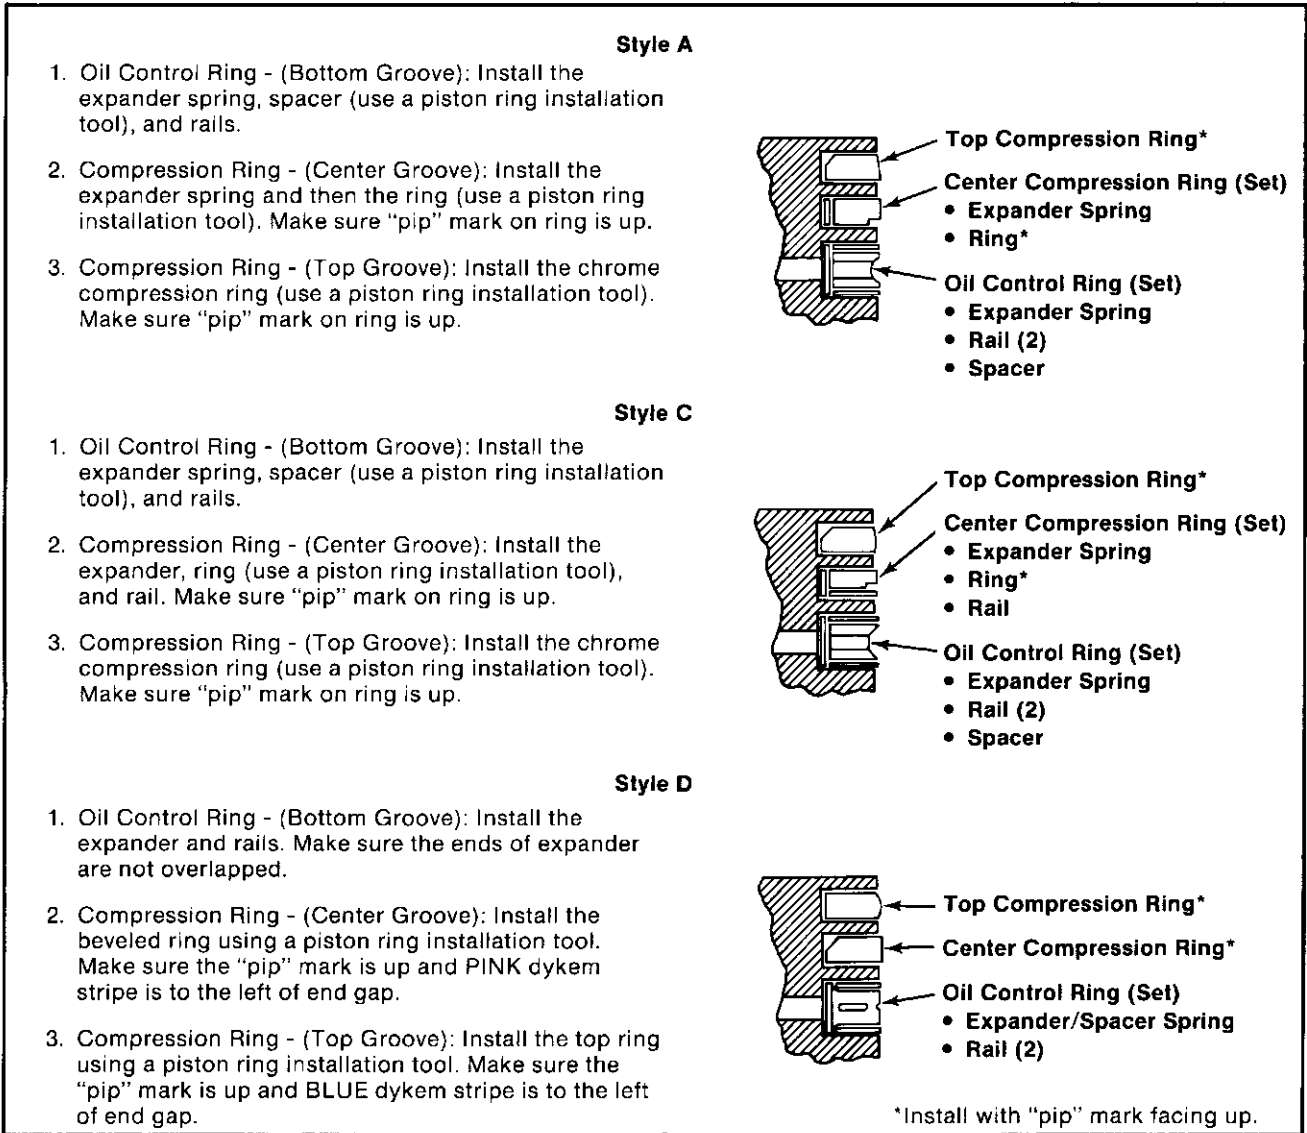 Style A
1. Oil Control Ring - (Bottom Groove): Install the
expander spring, spacer (use a piston ring installation
tool), and rails.
2. Compression Ring - (Center Groove): Install the
expander spring and then the ring (use a piston ring
installation tool). Make sure “pip” mark on ring is up.
3. Compression Ring - (Top Groove): Install the chrome
compression ring (use a piston ring installation tool).
Make sure “pip” mark on ring is up.
Top Compression Ring*
Center Compression Ring (Set)
• Expander Spring
• Ring*
Oil Control Ring (Set)
• Expander Spring
• Rail (2)
• Spacer
Style C
1. Oil Control Ring - (Bottom Groove): Install the
expander spring, spacer (use a piston ring installation
tool), and rails.
2. Compression Ring - (Center Groove): Install the
expander, ring (use a piston ring installation tool),
and rail. Make sure “pip” mark on ring is up.
3. Compression Ring - (Top Groove): Install the chrome
compression ring (use a piston ring installation tool).
Make sure “pip” mark on ring is up.
Top Compression Ring*
Center Compression Ring (Set)
• Expander Spring
• Ring*
• Rail
Oil Control Ring (Set)
• Expander Spring
• Rail (2)
• Spacer
Style D
1. Oil Control Ring - (Bottom Groove): Install the
expander and rails. Make sure the ends of expander
are not overlapped.
2. Compression Ring - (Center Groove): Install the
beveled ring using a piston ring installation tool.
Make sure the “pip” mark is up and PINK dykem
stripe is to the left of end gap.
3. Compression Ring - (Top Groove): Install the top ring
using a piston ring installation tool. Make sure the
“pip” mark is up and BLUE dykem stripe is to the left
of end gap.
Top Compression Ring*
Center Compression Ring*
Oil Control Ring (Set)
• Expander/Spacer Spring
• Rail (2)
*Install with “pip” mark facing up.